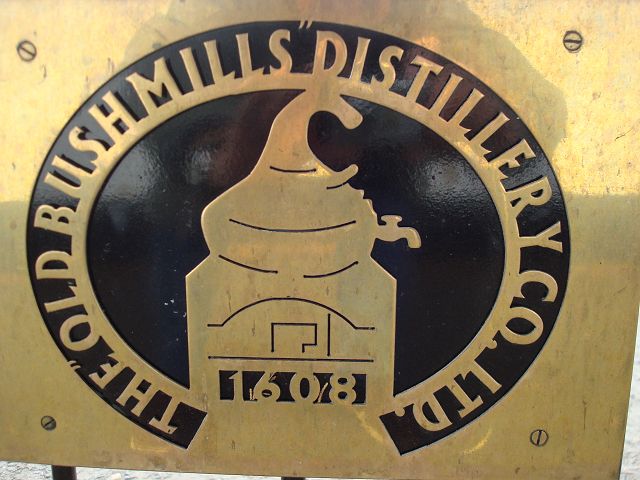 THE "OLD BUSHMILLS" DISTILLERY CO. LTD.
1608